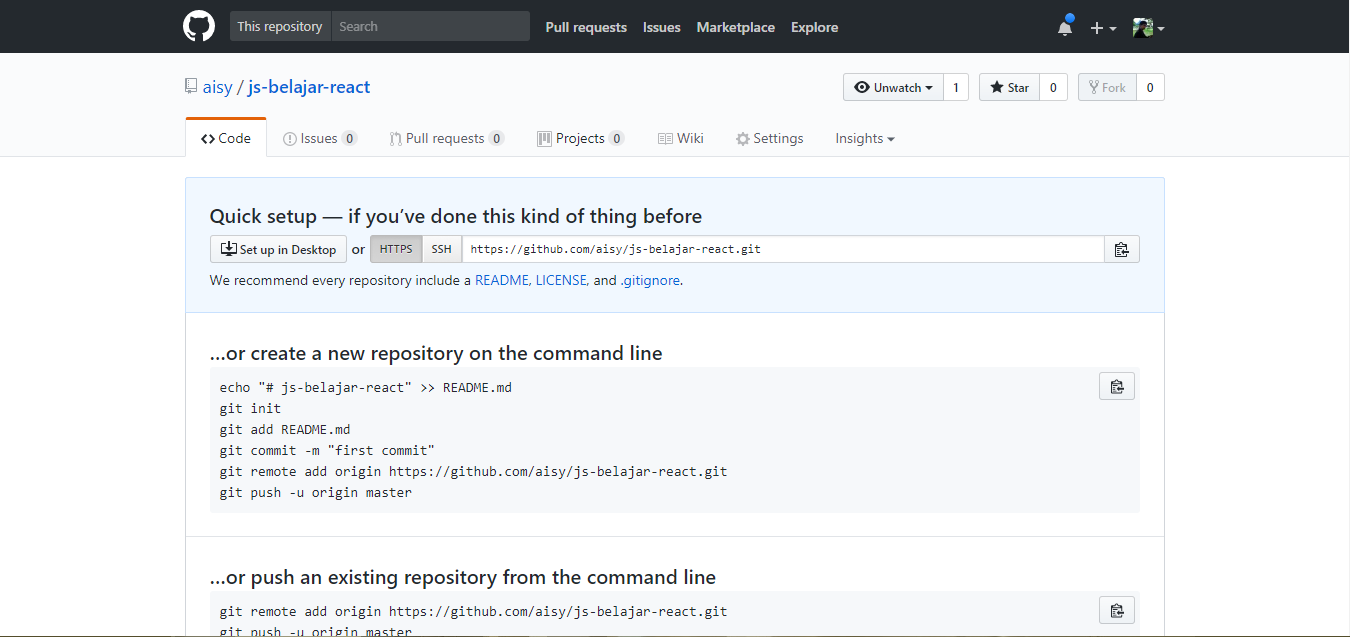 This repository Search Pull requests Issues Marketplace Explore
aisy / js-belajar-react Unwatch 1 Star 0 Fork 0
Code Issues 0 Pull requests 0 Projects 0 Wiki Settings Insights
Quick setup — if you’ve done this kind of thing before
Set up in Desktop or HTTPS SSH https://github.com/aisy/js-belajar-react.git
We recommend every repository include a README, LICENSE, and .gitignore.
…or create a new repository on the command line
echo "# js-belajar-react" >> README.md
git init
git add README.md
git commit -m "first commit"
git remote add origin https://github.com/aisy/js-belajar-react.git
git push -u origin master
…or push an existing repository from the command line
git remote add origin https://github.com/aisy/js-belajar-react.git
git push -u origin master